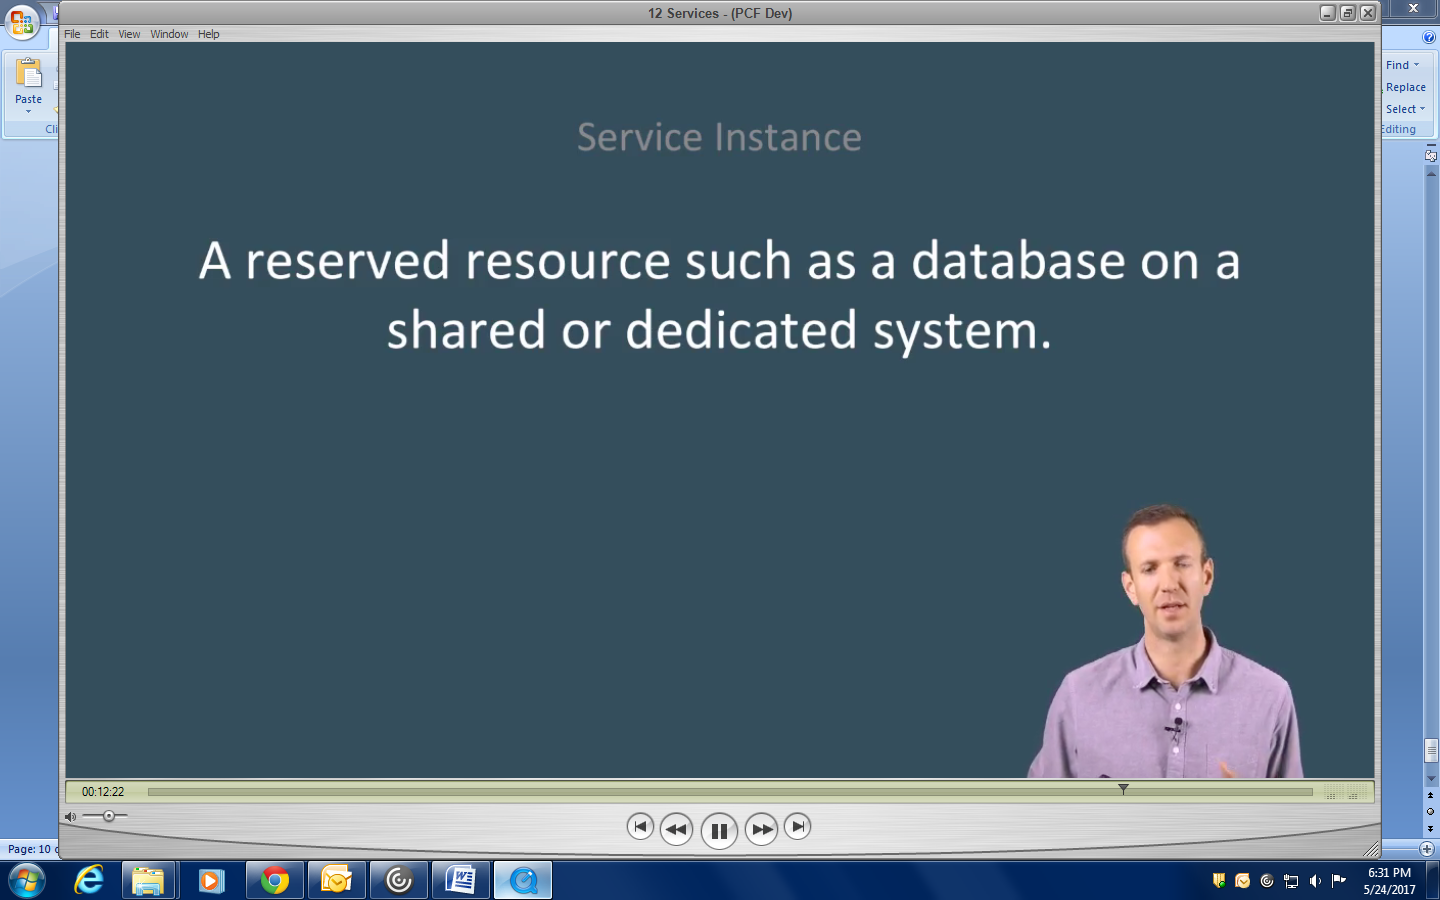 12 Services - (PCF Dev)
File Edit View Window Help
Paste
Find
Replace
Select
Editing
Service Instance
A reserved resource such as a database on a
shared or dedicated system.
00:12:22
Page: 10
6:31 PM
5/24/2017